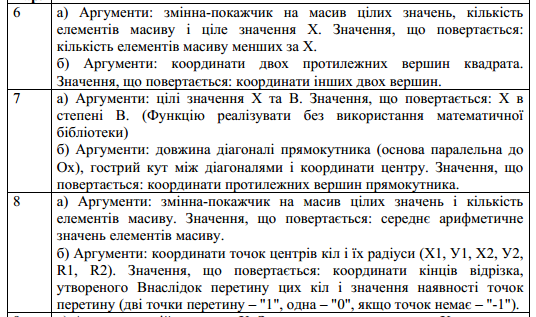 6
а) Аргументи: змінна-покажчик на масив цілих значень, кількість
елементів масиву і ціле значення X. Значення, що повертається:
кількість елементів масиву менших за X.
б) Аргументи: координати двох протилежних вершин квадрата.
Значення, що повертається: координати інших двох вершин.
7
а) Аргументи: цілі значення X та B. Значення, що повертається: X в
степені B. (Функцію реалізувати без використання математичної
бібліотеки)
б) Аргументи: довжина діагоналі прямокутника (основа паралельна до
Ox), гострий кут між діагоналями і координати центру. Значення, що
повертається: координати протилежних вершин прямокутника.
8
а) Аргументи: змінна-покажчик на масив цілих значень і кількість
елементів масиву. Значення, що повертається: середнє арифметичне
значень елементів масиву.
б) Аргументи: координати точок центрів кіл і їх радіуси (X1, У1, X2, У2,
R1, R2). Значення, що повертається: координати кінців відрізка,
утвореного Внаслідок перетину цих кіл і значення наявності точок
перетину (дві точки перетину – "1", одна – "0", якщо точок немає – "-1").